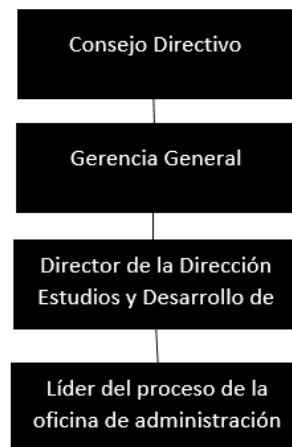 Consejo Directivo
Gerencia General
Director de la Dirección
Estudios y Desarrollo de
Líder del proceso de la
oficina de administración